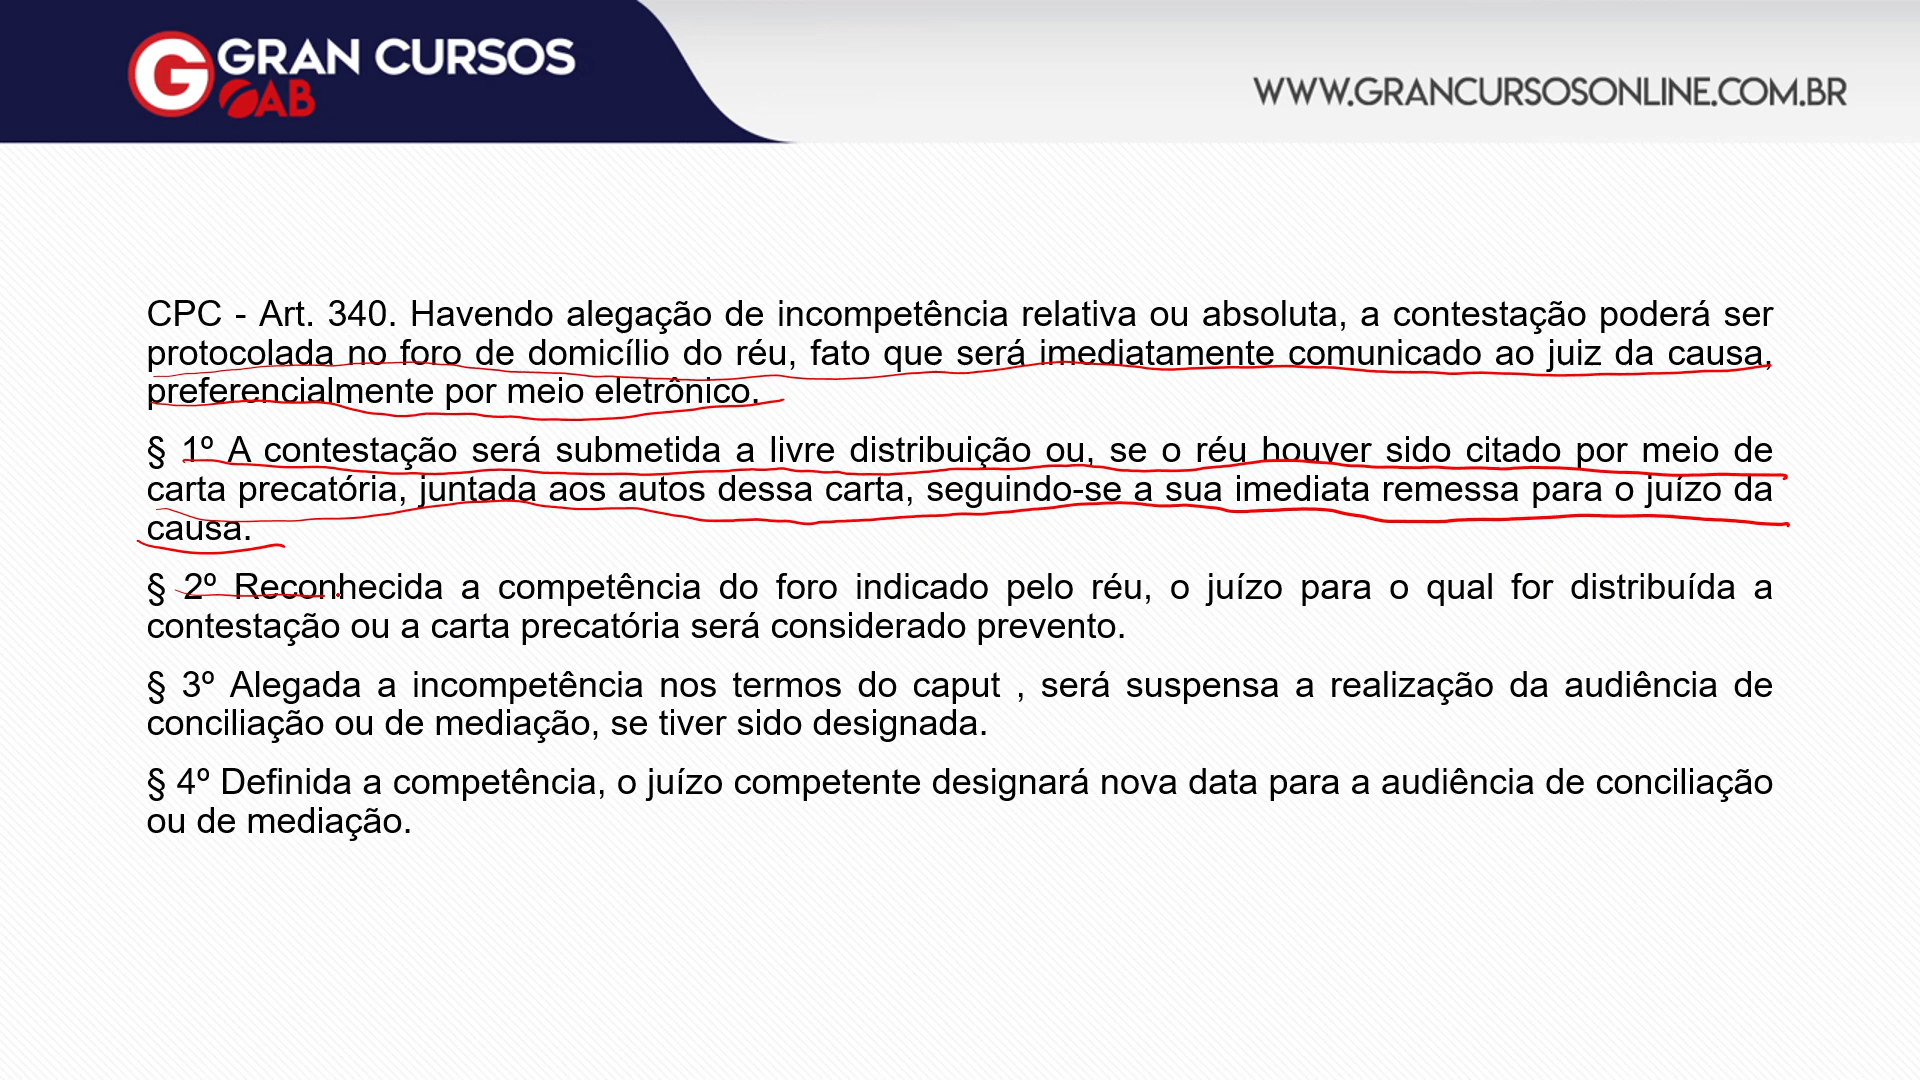 GRAN CURSOS
OAB
WWW.GRANCURSOSONLINE.COM.BR
CPC - Art. 340. Havendo alegação de incompetência relativa ou absoluta, a contestação poderá ser
protocolada no foro de domicílio do réu, fato que será imediatamente comunicado ao juiz da causa,
preferencialmente por meio eletrônico.
§ 1º A contestação será submetida a livre distribuição ou, se o réu houver sido citado por meio de
carta precatória, juntada aos autos dessa carta, seguindo-se a sua imediata remessa para o juízo da
causa.
§ 2º Reconhecida a competência do foro indicado pelo réu, o juízo para o qual for distribuída a
contestação ou a carta precatória será considerado prevento.
§ 3º Alegada a incompetência nos termos do caput , será suspensa a realização da audiência de
conciliação ou de mediação, se tiver sido designada.
§ 4º Definida a competência, o juízo competente designará nova data para a audiência de conciliação
ou de mediação.